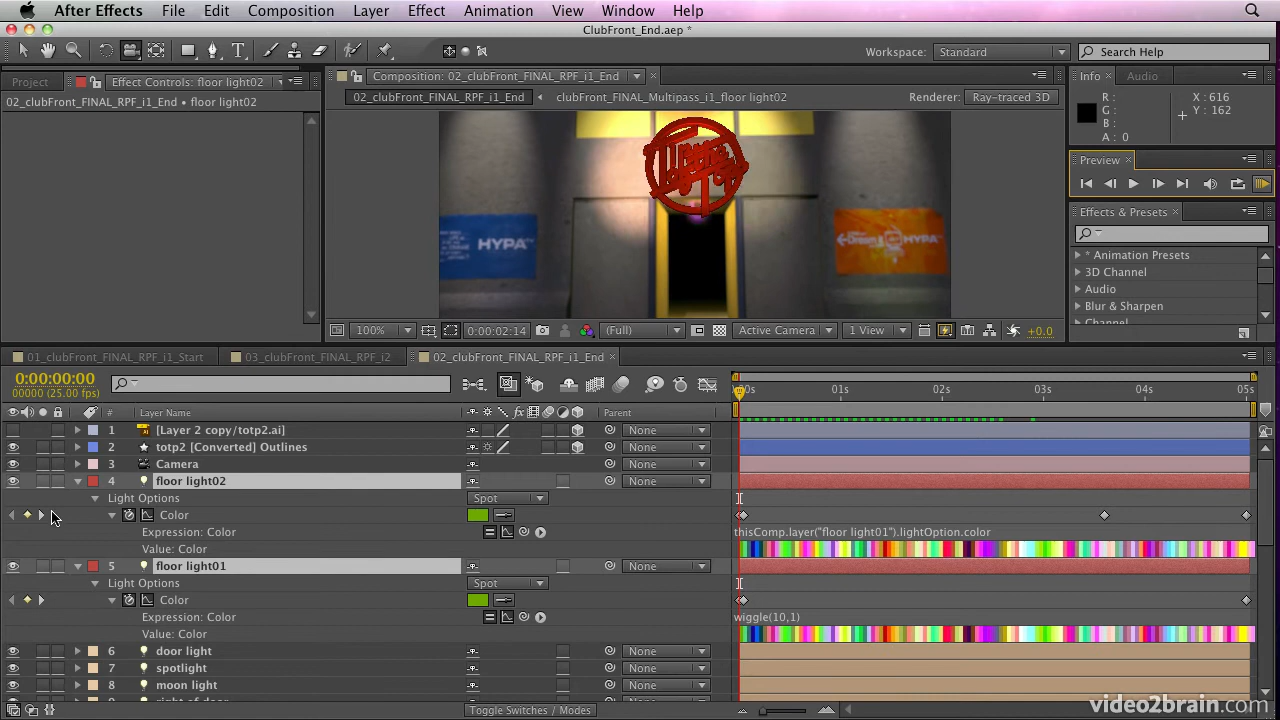 After Effects File Edit Composition Layer Effect Animation View Window Help
ClubFront_End.aep *
Workspace: Standard Search Help
Project Effect Controls: floor light02
02_clubFront_FINAL_RPF_i1_End • floor light02
Composition: 02_clubFront_FINAL_RPF_i1_End
02_clubFront_FINAL_RPF_i1_End clubFront_FINAL_Multipass_i1_floor light02 Renderer: Ray-traced 3D
HYPA
HYPA
100% 0:00:02:14 (Full) Active Camera 1 View +0.0
Info Audio
R: X: 616
G: Y: 162
B:
A: 0
Preview
Effects & Presets
* Animation Presets
3D Channel
Audio
Blur & Sharpen
Channel
01_clubFront_FINAL_RPF_i1_Start 03_clubFront_FINAL_RPF_i2 02_clubFront_FINAL_RPF_i1_End
0:00:00:00
00000 (25.00 fps)
01s 02s 03s 04s 05s
# Layer Name Parent
1 [Layer 2 copy/totp2.ai] None
2 totp2 [Converted] Outlines None
3 Camera None
4 floor light02 None
Light Options Spot
Color
Expression: Color thisComp.layer("floor light01").lightOption.color
Value: Color
5 floor light01 None
Light Options Spot
Color
Expression: Color wiggle(10,1)
Value: Color
6 door light None
7 spotlight None
8 moon light None
9 right of door
Toggle Switches / Modes
video2brain.com